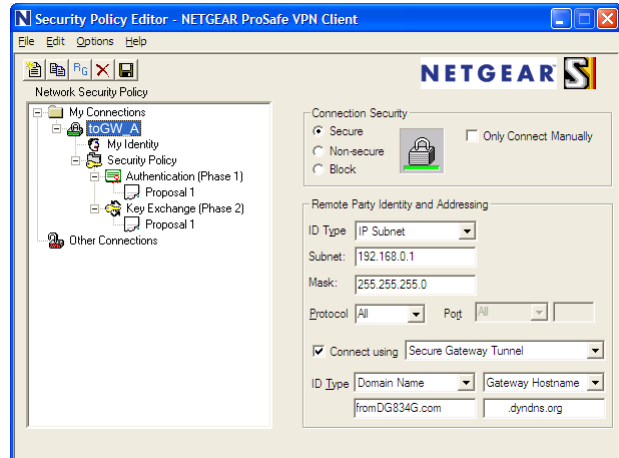 N Security Policy Editor - NETGEAR ProSafe VPN Client
File Edit Options Help
RG
NETGEAR
Network Security Policy
My Connections
toGW_A
My Identity
Security Policy
Authentication (Phase 1)
Proposal 1
Key Exchange (Phase 2)
Proposal 1
Other Connections
Connection Security
Secure
Non-secure
Block
Only Connect Manually
Remote Party Identity and Addressing
ID Type IP Subnet
Subnet: 192.168.0.1
Mask: 255.255.255.0
Protocol All Port All
Connect using Secure Gateway Tunnel
ID Type Domain Name Gateway Hostname
fromDG834G.com .dyndns.org